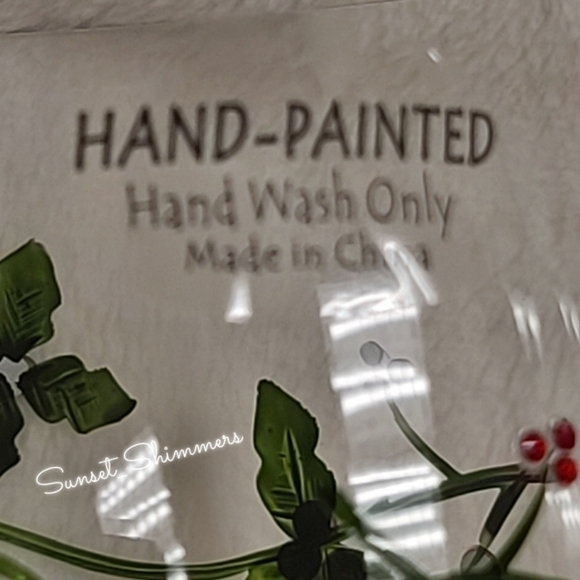 HAND-PAINTED
Hand Wash Only
Made in China
Sunset Shimmers